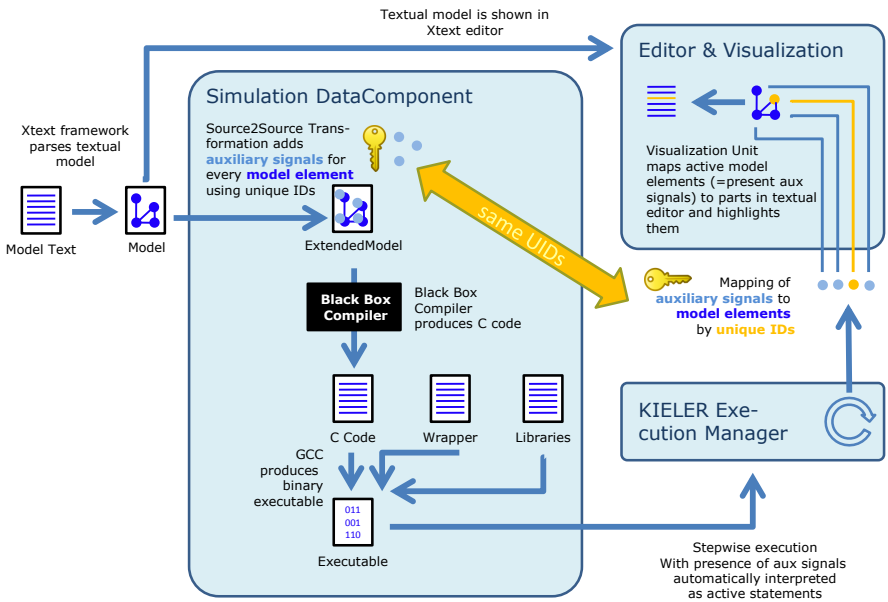 Textual model is shown in
Xtext editor
Editor & Visualization
Simulation DataComponent
Xtext framework
parses textual
model
Source2Source Trans-
formation adds
auxiliary signals for
every model element
using unique IDs
Visualization Unit
maps active model
elements (=present aux
signals) to parts in textual
editor and highlights
them
same UIDs
Model Text
Model
ExtendedModel
Black Box
Compiler
Black Box
Compiler
produces C code
Mapping of
auxiliary signals to
model elements
by unique IDs
KIELER Exe-
cution Manager
C Code
Wrapper
Libraries
GCC
produces
binary
executable
011
001
110
Executable
Stepwise execution
With presence of aux signals
automatically interpreted
as active statements